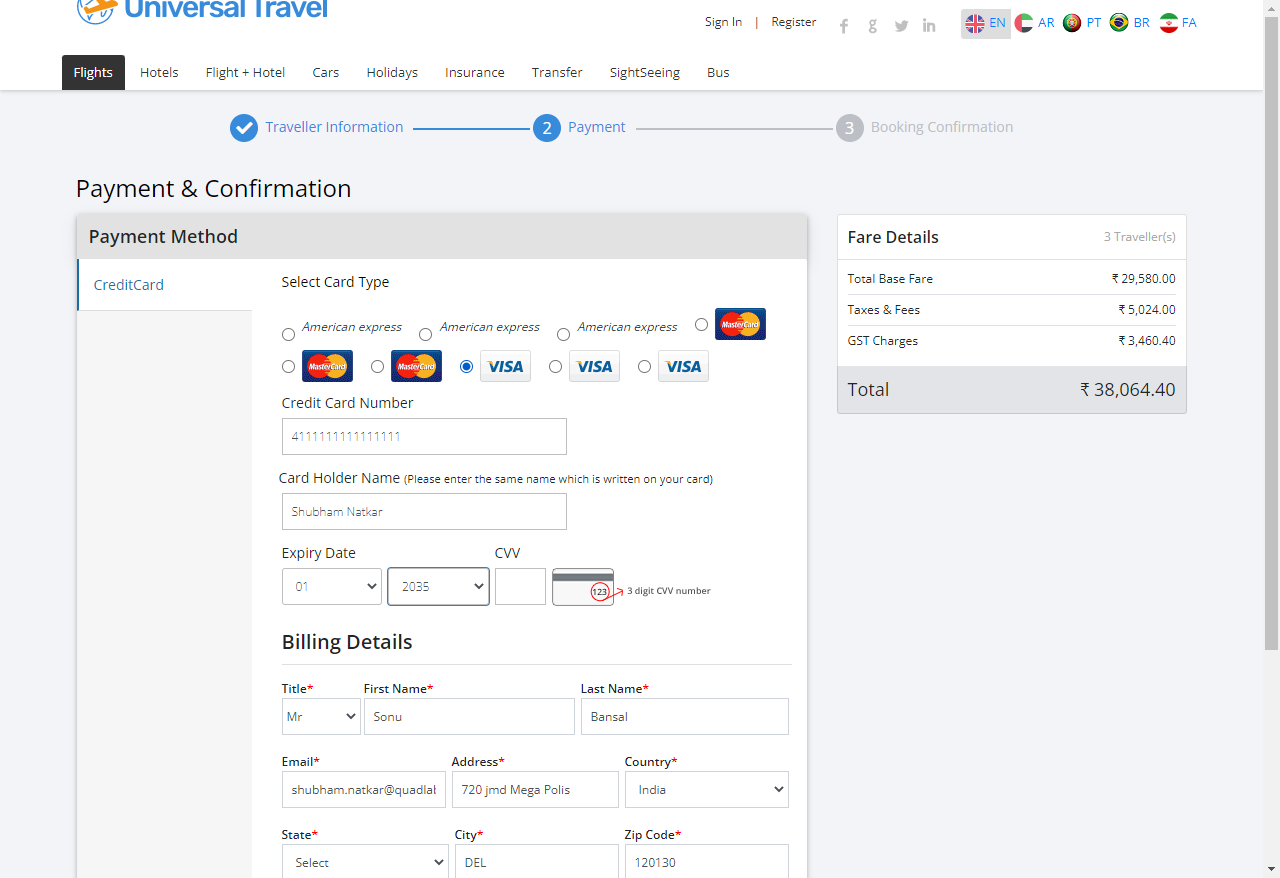 Universal Travel
Sign In | Register
EN AR PT BR FA
Flights Hotels Flight + Hotel Cars Holidays Insurance Transfer SightSeeing Bus
Traveller Information 2 Payment 3 Booking Confirmation
Payment & Confirmation
Payment Method
CreditCard
Select Card Type
American express American express American express MasterCard
MasterCard MasterCard VISA VISA VISA
Credit Card Number
4111111111111111
Card Holder Name (Please enter the same name which is written on your card)
Shubham Natkar
Expiry Date CVV
01 2035 123 3 digit CVV number
Billing Details
Title* First Name* Last Name*
Mr Sonu Bansal
Email* Address* Country*
shubham.natkar@quadlab 720 jmd Mega Polis India
State* City* Zip Code*
Select DEL 120130
Fare Details 3 Traveller(s)
Total Base Fare ₹ 29,580.00
Taxes & Fees ₹ 5,024.00
GST Charges ₹ 3,460.40
Total ₹ 38,064.40